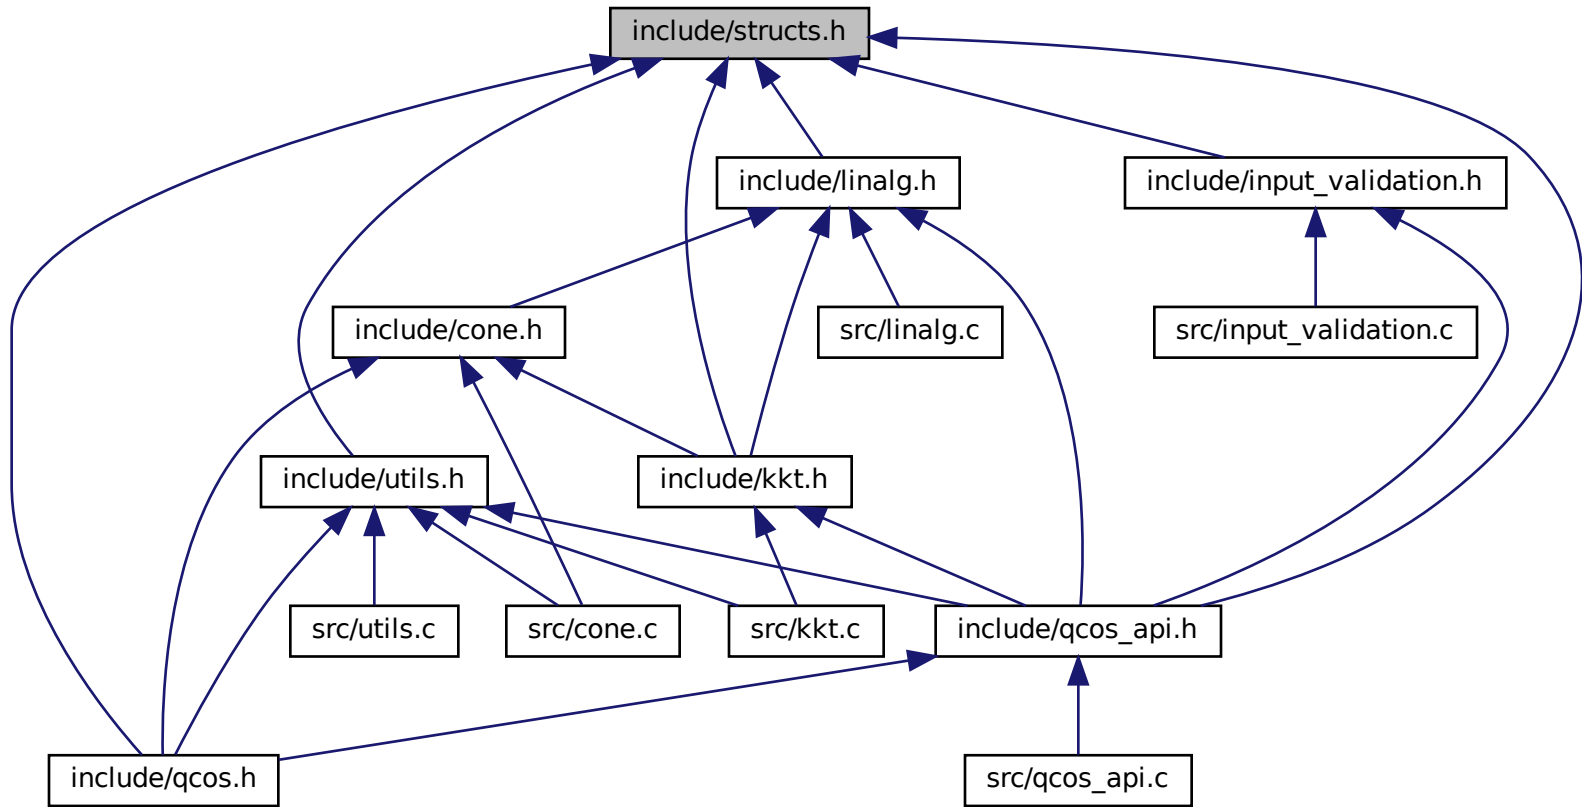 include/structs.h
include/linalg.h
include/input_validation.h
include/cone.h
src/linalg.c
src/input_validation.c
include/utils.h
include/kkt.h
src/utils.c
src/cone.c
src/kkt.c
include/qcos_api.h
include/qcos.h
src/qcos_api.c